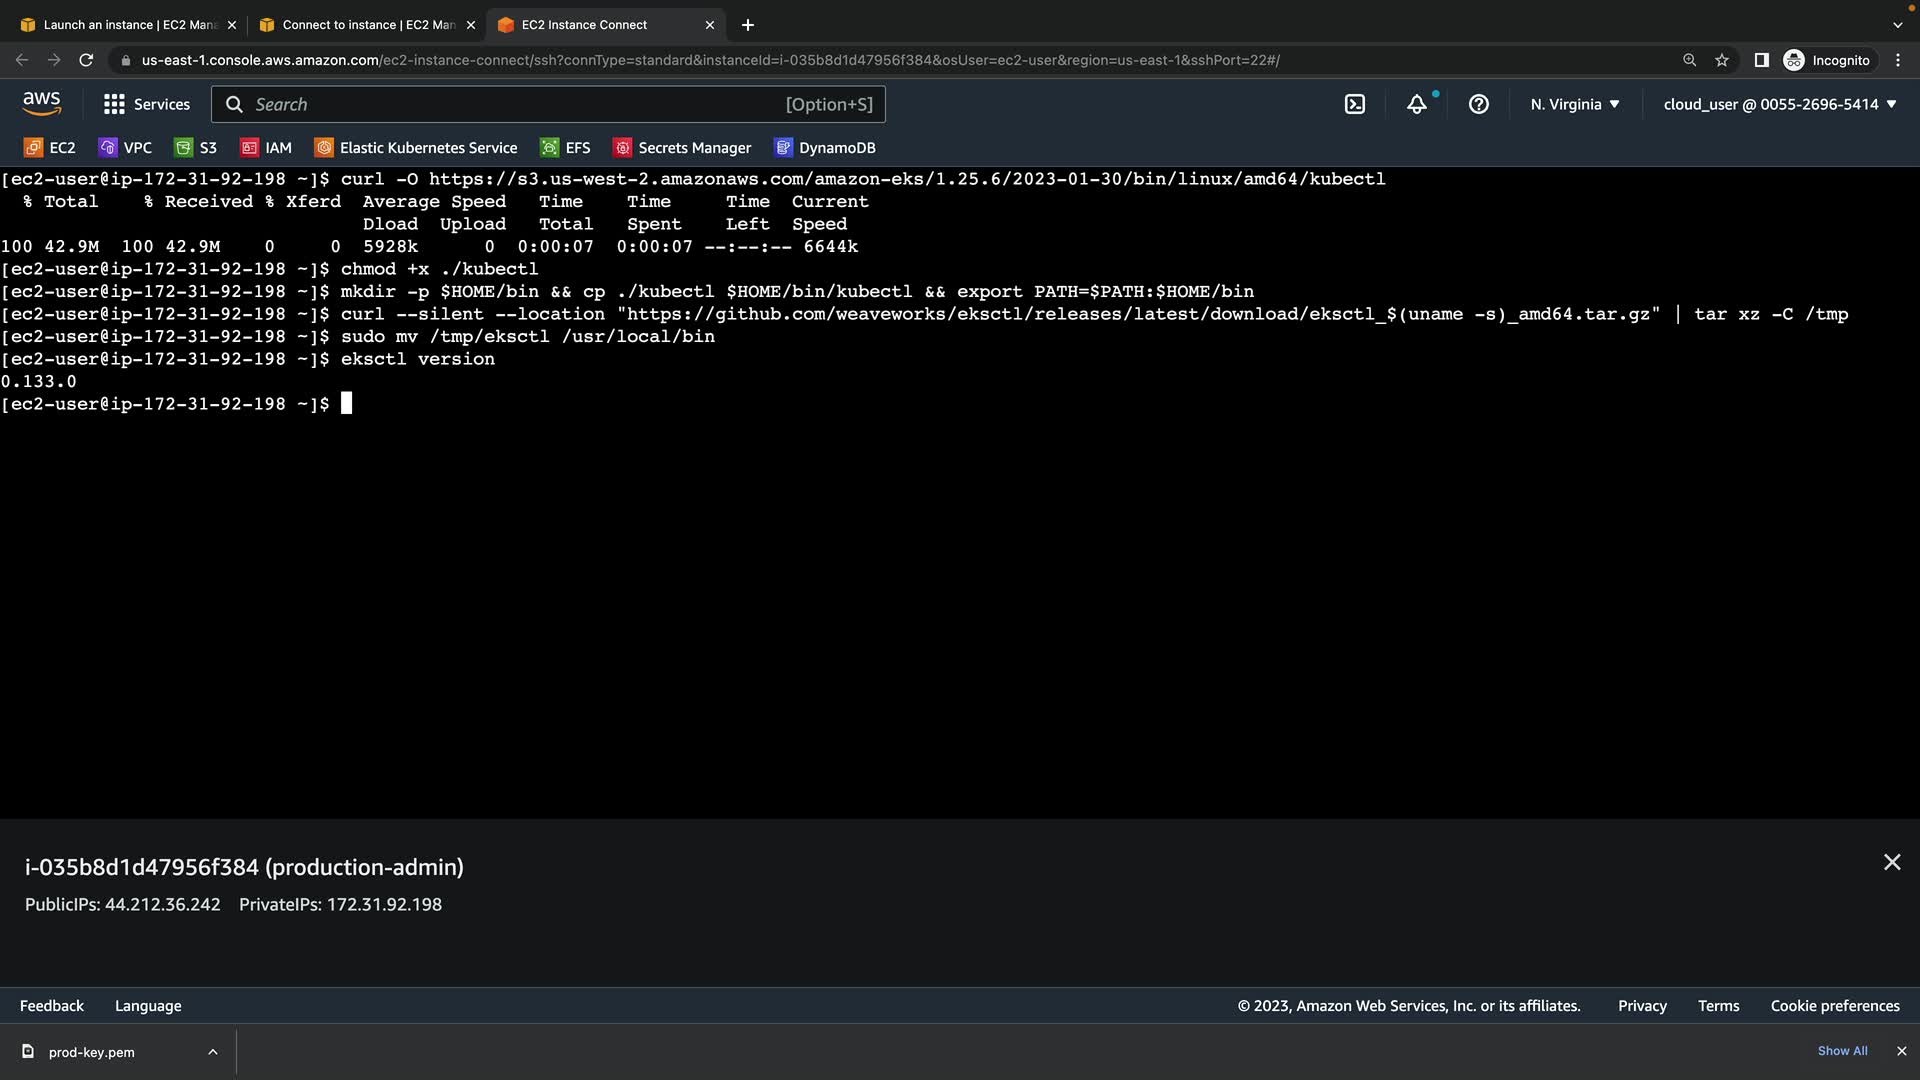 Launch an instance | EC2 Mana
Connect to instance | EC2 Man
EC2 Instance Connect
us-east-1.console.aws.amazon.com/ec2-instance-connect/ssh?connType=standard&instanceId=i-035b8d1d47956f384&osUser=ec2-user&region=us-east-1&sshPort=22#/
Incognito
aws
Services
Search
[Option+S]
N. Virginia
cloud_user @ 0055-2696-5414
EC2
VPC
S3
IAM
Elastic Kubernetes Service
EFS
Secrets Manager
DynamoDB
[ec2-user@ip-172-31-92-198 ~]$ curl -O https://s3.us-west-2.amazonaws.com/amazon-eks/1.25.6/2023-01-30/bin/linux/amd64/kubectl
% Total % Received % Xferd Average Speed Time Time Time Current
Dload Upload Total Spent Left Speed
100 42.9M 100 42.9M 0 0 5928k 0 0:00:07 0:00:07 --:--:-- 6644k
[ec2-user@ip-172-31-92-198 ~]$ chmod +x ./kubectl
[ec2-user@ip-172-31-92-198 ~]$ mkdir -p $HOME/bin && cp ./kubectl $HOME/bin/kubectl && export PATH=$PATH:$HOME/bin
[ec2-user@ip-172-31-92-198 ~]$ curl --silent --location "https://github.com/weaveworks/eksctl/releases/latest/download/eksctl_$(uname -s)_amd64.tar.gz" | tar xz -C /tmp
[ec2-user@ip-172-31-92-198 ~]$ sudo mv /tmp/eksctl /usr/local/bin
[ec2-user@ip-172-31-92-198 ~]$ eksctl version
0.133.0
[ec2-user@ip-172-31-92-198 ~]$
i-035b8d1d47956f384 (production-admin)
PublicIPs: 44.212.36.242 PrivateIPs: 172.31.92.198
Feedback
Language
© 2023, Amazon Web Services, Inc. or its affiliates.
Privacy
Terms
Cookie preferences
prod-key.pem
Show All